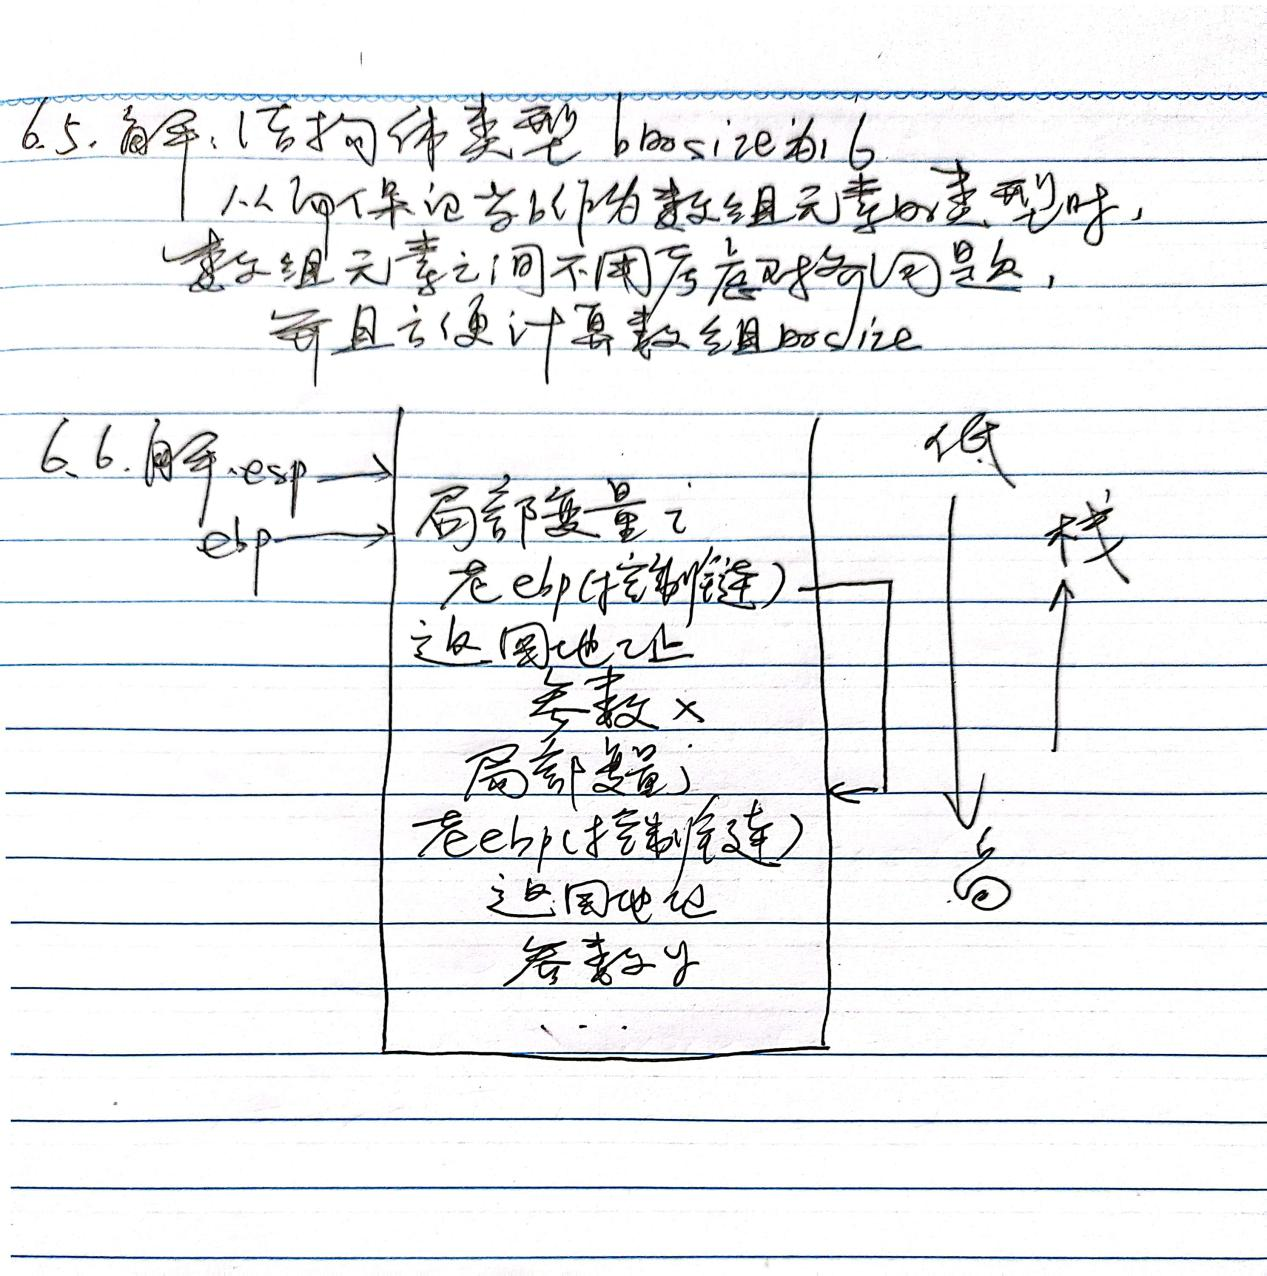 6.5. 解:结构体类型b的size为16
从而保证当b作为数组元素的类型时,
数组元素之间不用考虑对齐问题,
并且方便计算数组的size
6.6. 解:esp
ebp
局部变量i
老ebp(控制链)
返回地址
参数x
局部变量j
老ebp(控制链)
返回地址
参数y
...
低
栈
高